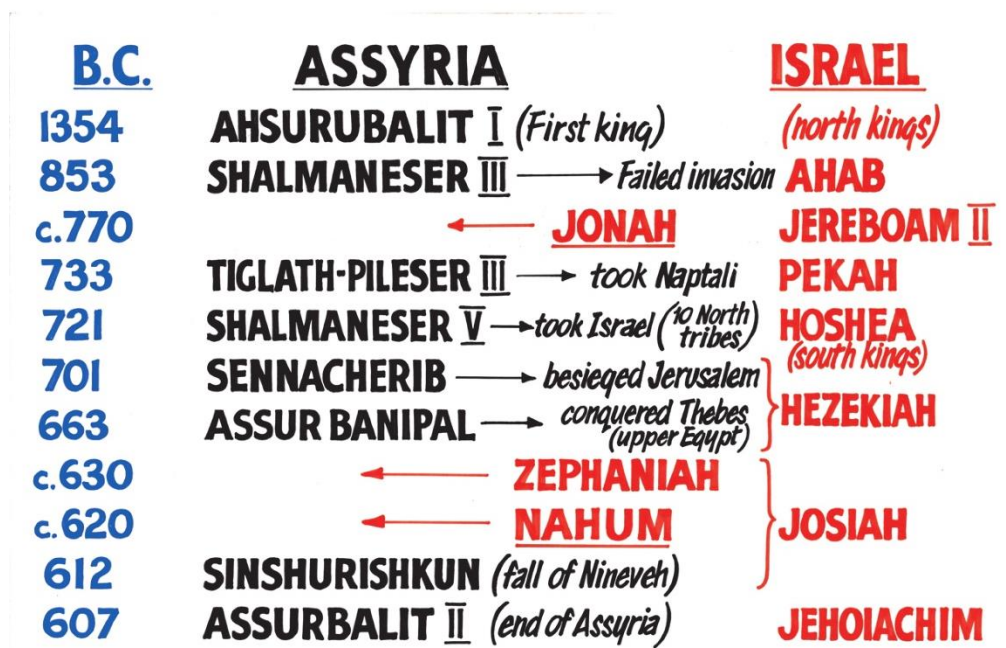 B.C. ASSYRIA ISRAEL
1354 AHSURUBALIT I (First king) (north kings)
853 SHALMANESER III Failed invasion AHAB
c.770 JONAH JEREBOAM II
733 TIGLATH-PILESER III took Naptali PEKAH
721 SHALMANESER V took Israel (10 North tribes) HOSHEA
(south kings)
701 SENNACHERIB besieged Jerusalem
HEZEKIAH
663 ASSUR BANIPAL conquered Thebes
(upper Egypt)
c.630 ZEPHANIAH
c.620 NAHUM JOSIAH
612 SINSHURISHKUN (fall of Nineveh)
607 ASSURBALIT II (end of Assyria) JEHOIACHIM